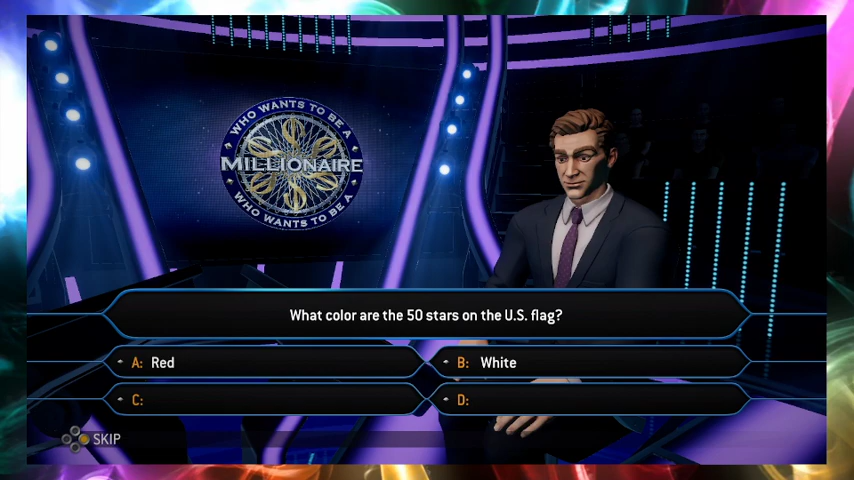 WHO WANTS TO BE A
MILLIONAIRE
WHO WANTS TO BE A
What color are the 50 stars on the U.S. flag?
A: Red
B: White
C:
D:
SKIP